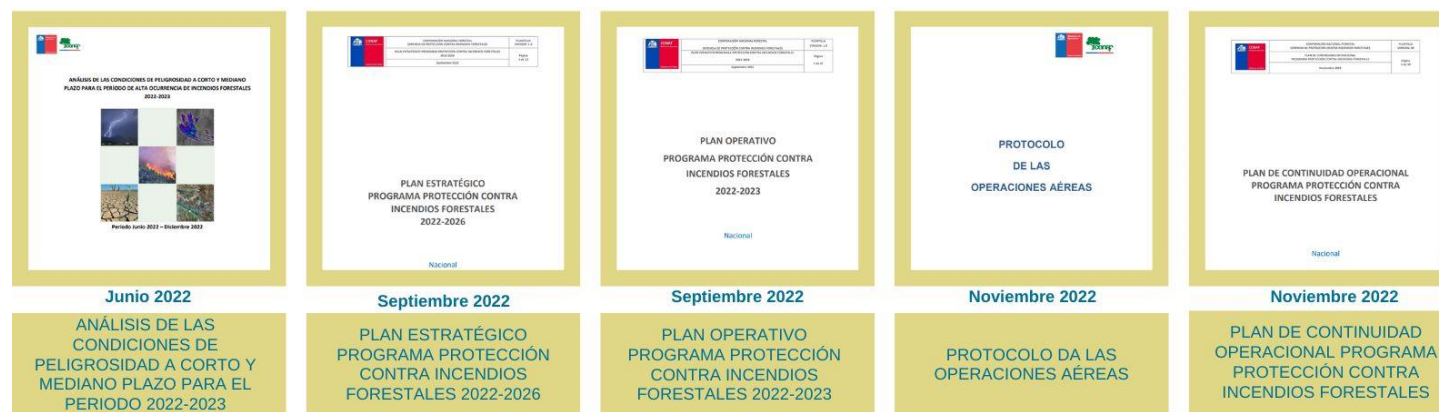 ANÁLISIS DE LAS CONDICIONES DE PELIGROSIDAD A CORTO Y MEDIANO
PLAZO PARA EL PERÍODO DE ALTA OCURRENCIA DE INCENDIOS FORESTALES
2022-2023
Periodo Junio 2022 – Diciembre 2022
Junio 2022
ANÁLISIS DE LAS
CONDICIONES DE
PELIGROSIDAD A CORTO Y
MEDIANO PLAZO PARA EL
PERIODO 2022-2023
CONAF
PLAN ESTRATÉGICO
PROGRAMA PROTECCIÓN CONTRA
INCENDIOS FORESTALES
2022-2026
Nacional
Septiembre 2022
PLAN ESTRATÉGICO
PROGRAMA PROTECCIÓN
CONTRA INCENDIOS
FORESTALES 2022-2026
CONAF
PLAN OPERATIVO
PROGRAMA PROTECCIÓN CONTRA
INCENDIOS FORESTALES
2022-2023
Nacional
Septiembre 2022
PLAN OPERATIVO
PROGRAMA PROTECCIÓN
CONTRA INCENDIOS
FORESTALES 2022-2023
PROTOCOLO
DE LAS
OPERACIONES AÉREAS
Noviembre 2022
PROTOCOLO DA LAS
OPERACIONES AÉREAS
CONAF
PLAN DE CONTINUIDAD OPERACIONAL
PROGRAMA PROTECCIÓN CONTRA
INCENDIOS FORESTALES
Nacional
Noviembre 2022
PLAN DE CONTINUIDAD
OPERACIONAL PROGRAMA
PROTECCIÓN CONTRA
INCENDIOS FORESTALES